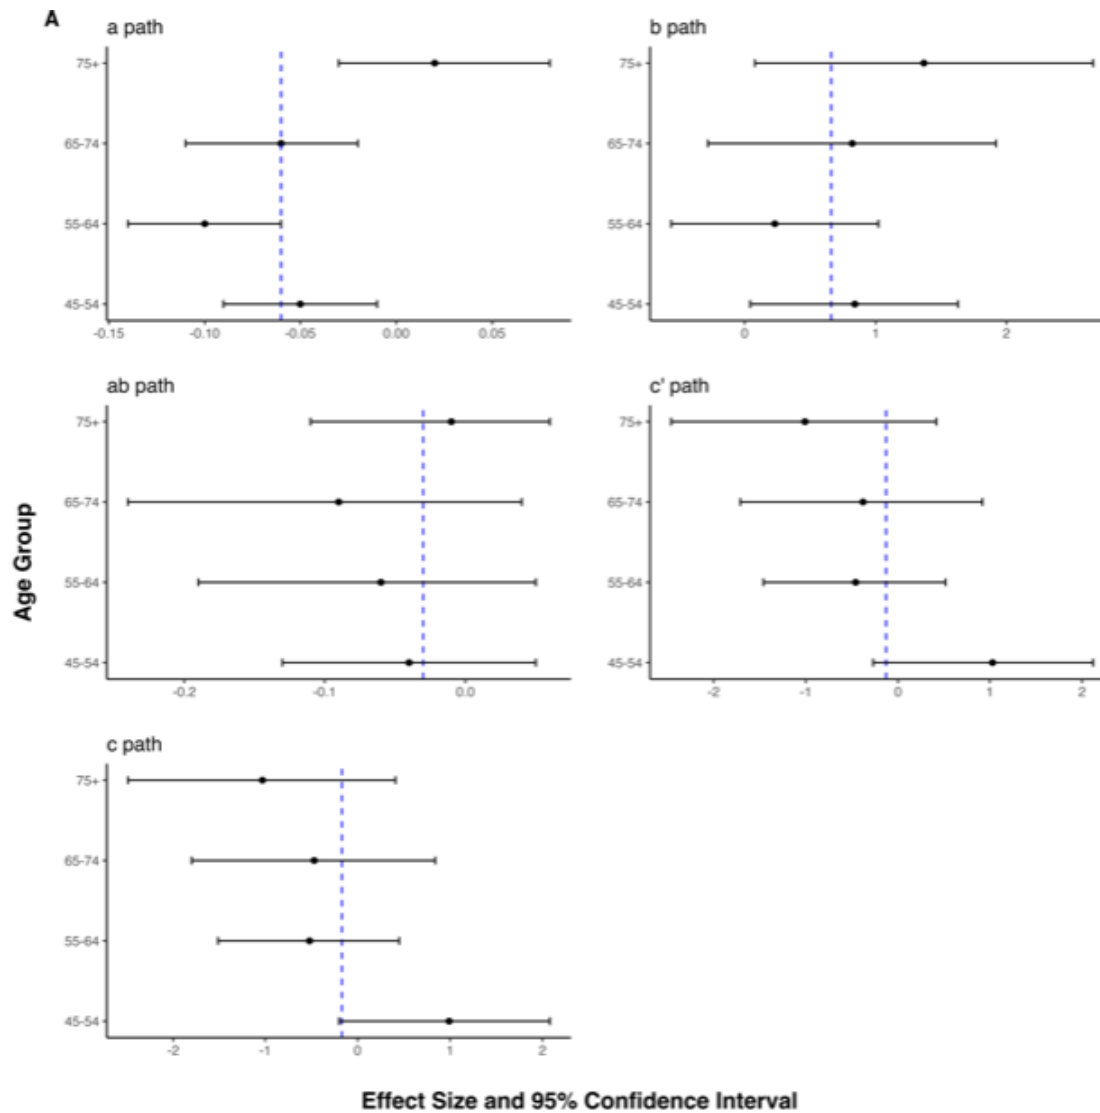 A
a path
75+
65-74
55-64
45-54
-0.15 -0.10 -0.05 0.00 0.05
b path
75+
65-74
55-64
45-54
0 1 2
ab path
75+
65-74
55-64
45-54
-0.2 -0.1 0.0
c' path
75+
65-74
55-64
45-54
-2 -1 0 1 2
c path
75+
65-74
55-64
45-54
-2 -1 0 1 2
Age Group
Effect Size and 95% Confidence Interval